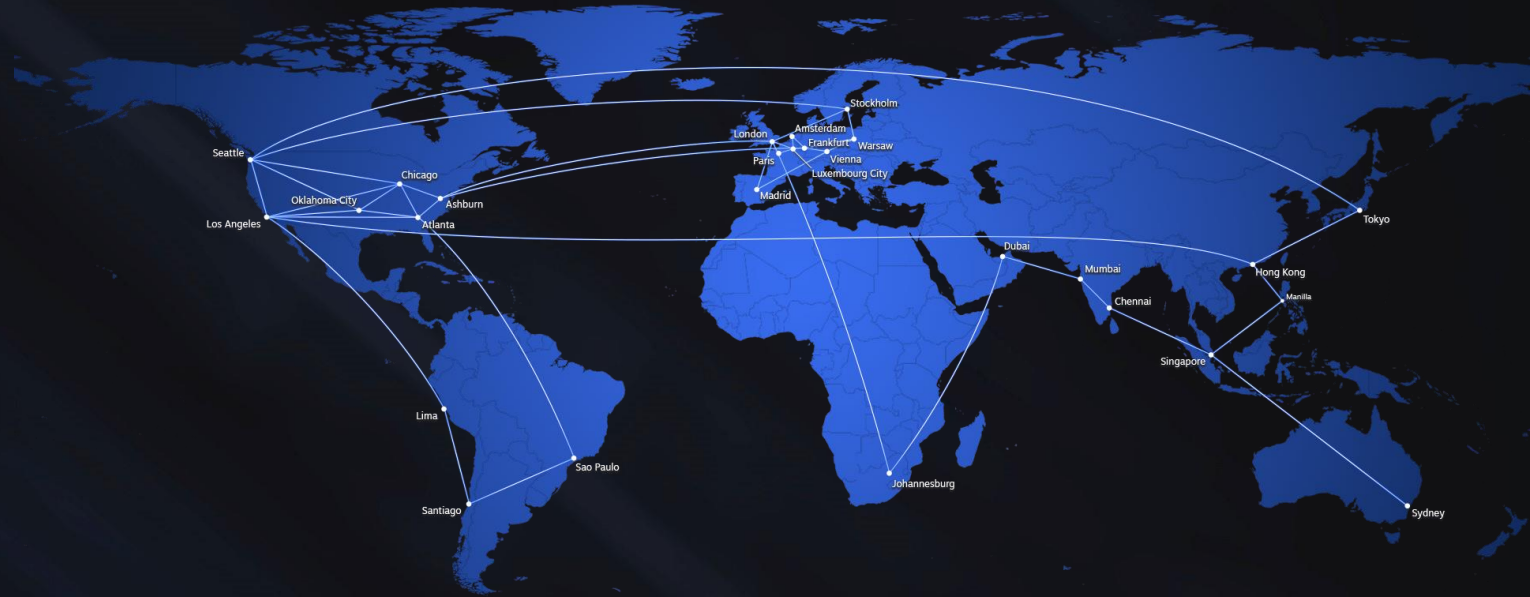 Stockholm
London
Amsterdam
Frankfurt
Warsaw
Seattle
Paris
Vienna
Luxembourg City
Chicago
Madrid
Oklahoma City
Ashburn
Los Angeles
Atlanta
Tokyo
Dubai
Mumbai
Hong Kong
Manilla
Chennai
Singapore
Lima
Sao Paulo
Johannesburg
Santiago
Sydney